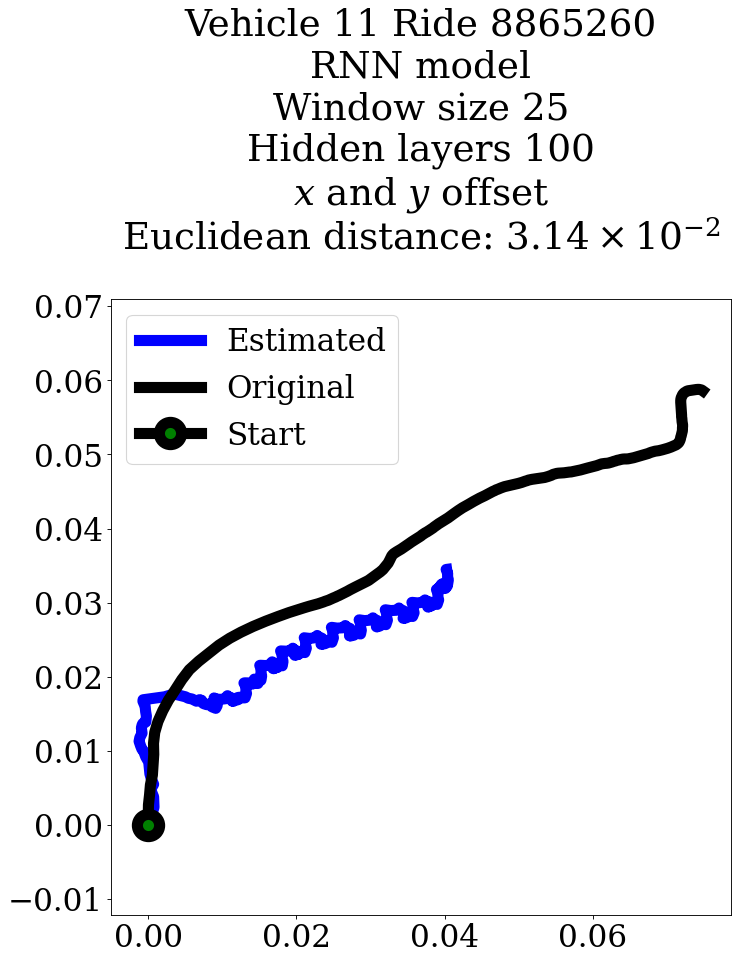 Vehicle 11 Ride 8865260
RNN model
Window size 25
Hidden layers 100
x and y offset
Euclidean distance: 3.14 × 10⁻²
0.07
0.06
0.05
0.04
0.03
0.02
0.01
0.00
−0.01
Estimated
Original
Start
0.00 0.02 0.04 0.06